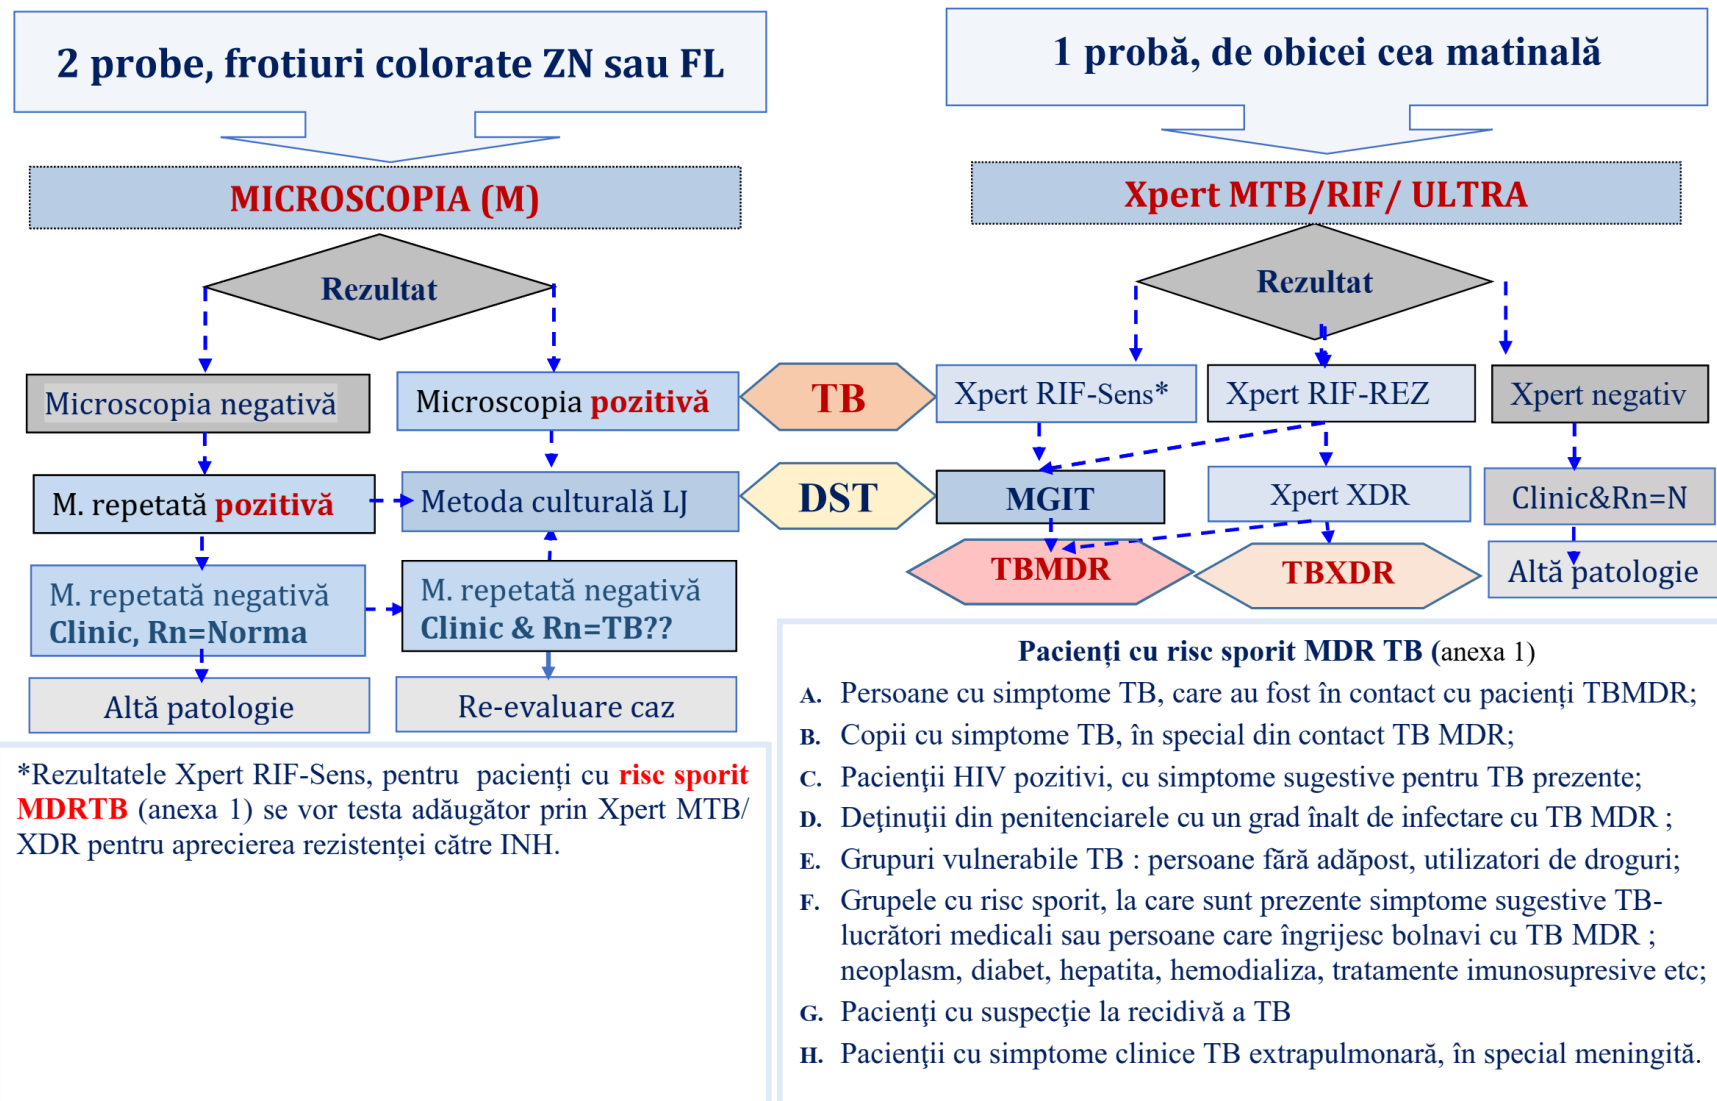 2 probe, frotiuri colorate ZN sau FL
1 probă, de obicei cea matinală
MICROSCOPIA (M)
Xpert MTB/RIF/ ULTRA
Rezultat
Rezultat
Microscopia negativă
Microscopia pozitivă
TB
Xpert RIF-Sens*
Xpert RIF-REZ
Xpert negativ
M. repetată pozitivă
Metoda culturală LJ
DST
MGIT
Xpert XDR
Clinic&Rn=N
M. repetată negativă
Clinic, Rn=Norma
M. repetată negativă
Clinic & Rn=TB??
TBMDR
TBXDR
Altă patologie
Altă patologie
Re-evaluare caz
*Rezultatele Xpert RIF-Sens, pentru pacienți cu risc sporit
MDRTB (anexa 1) se vor testa adăugător prin Xpert MTB/
XDR pentru aprecierea rezistenței către INH.
Pacienți cu risc sporit MDR TB (anexa 1)
A. Persoane cu simptome TB, care au fost în contact cu pacienți TBMDR;
B. Copii cu simptome TB, în special din contact TB MDR;
C. Pacienţii HIV pozitivi, cu simptome sugestive pentru TB prezente;
D. Deţinuţii din penitenciarele cu un grad înalt de infectare cu TB MDR ;
E. Grupuri vulnerabile TB : persoane fără adăpost, utilizatori de droguri;
F. Grupele cu risc sporit, la care sunt prezente simptome sugestive TB-
lucrători medicali sau persoane care îngrijesc bolnavi cu TB MDR ;
neoplasm, diabet, hepatita, hemodializa, tratamente imunosupresive etc;
G. Pacienţi cu suspecţie la recidivă a TB
H. Pacienţii cu simptome clinice TB extrapulmonară, în special meningită.